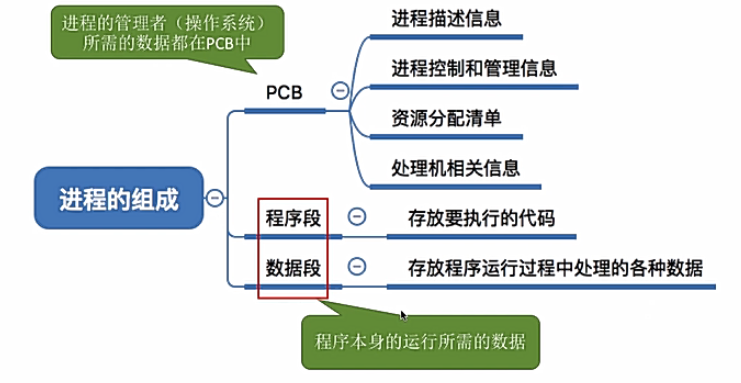 进程的管理者（操作系统）
所需的数据都在PCB中
进程描述信息
进程控制和管理信息
PCB
资源分配清单
处理机相关信息
进程的组成
程序段
存放要执行的代码
数据段
存放程序运行过程中处理的各种数据
程序本身的运行所需的数据